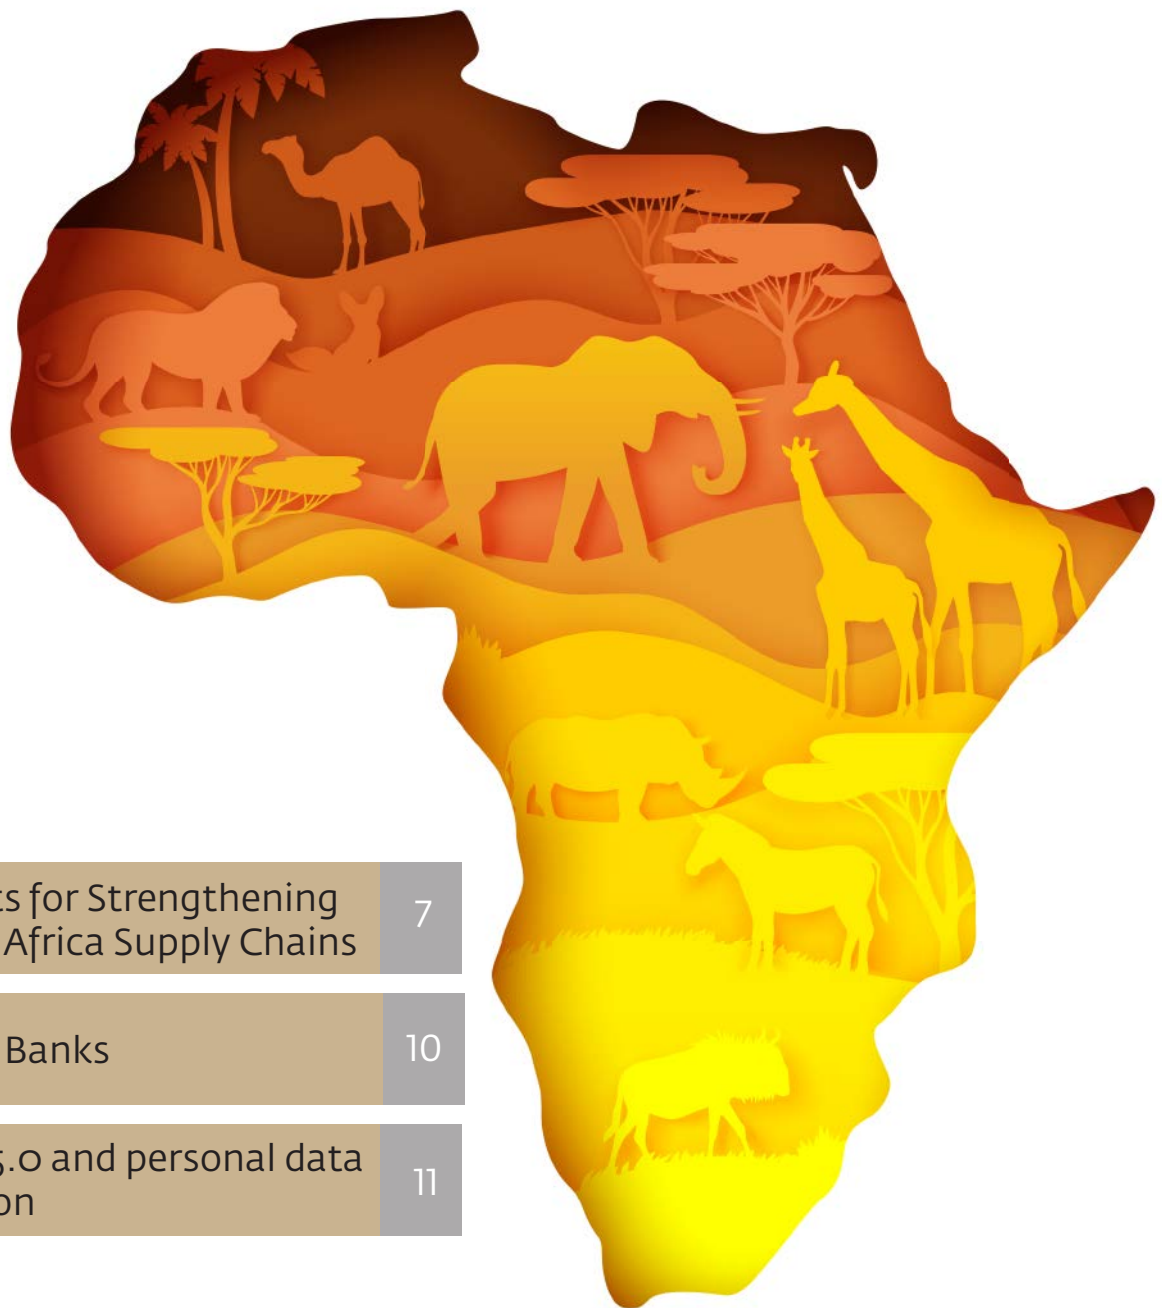 ts for Strengthening
Africa Supply Chains
7
Banks
10
5.0 and personal data
on
11